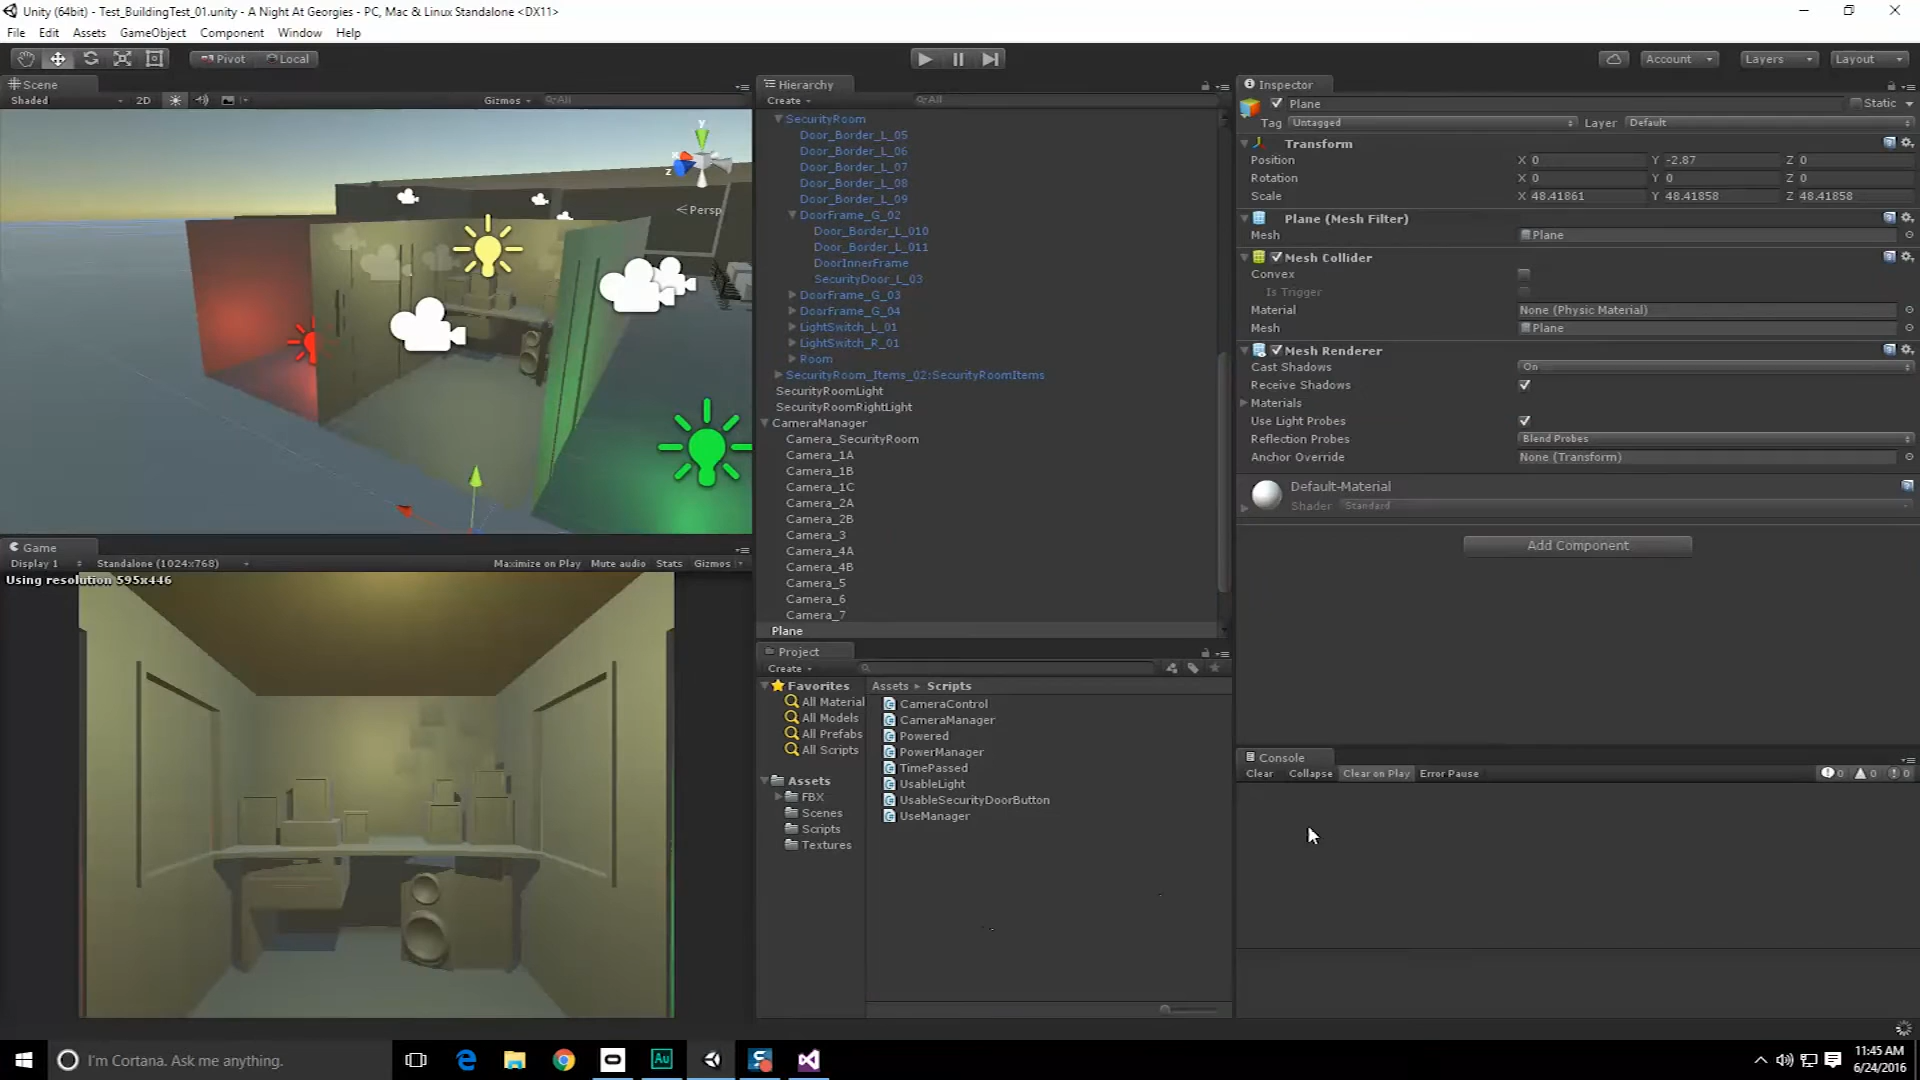 Unity (64bit) - Test_BuildingTest_01.unity - A Night At Georgies - PC, Mac & Linux Standalone <DX11>
File Edit Assets GameObject Component Window Help
Pivot Local Account Layers Layout
Scene
Shaded 2D Gizmos All
y
x
z
Persp
Game
Display 1 Standalone (1024x768) Maximize on Play Mute audio Stats Gizmos
Using resolution 595x446
Hierarchy
Create All
SecurityRoom
Door_Border_L_05
Door_Border_L_06
Door_Border_L_07
Door_Border_L_08
Door_Border_L_09
DoorFrame_G_02
Door_Border_L_010
Door_Border_L_011
DoorInnerFrame
SecurityDoor_L_03
DoorFrame_G_03
DoorFrame_G_04
LightSwitch_L_01
LightSwitch_R_01
Room
SecurityRoom_Items_02:SecurityRoomItems
SecurityRoomLight
SecurityRoomRightLight
CameraManager
Camera_SecurityRoom
Camera_1A
Camera_1B
Camera_1C
Camera_2A
Camera_2B
Camera_3
Camera_4A
Camera_4B
Camera_5
Camera_6
Camera_7
Plane
Project
Create
Favorites
All Material
All Models
All Prefabs
All Scripts
Assets
FBX
Scenes
Scripts
Textures
Assets Scripts
CameraControl
CameraManager
Powered
PowerManager
TimePassed
UsableLight
UsableSecurityDoorButton
UseManager
Inspector
Plane Static
Tag Untagged Layer Default
Transform
Position X 0 Y -2.87 Z 0
Rotation X 0 Y 0 Z 0
Scale X 48.41861 Y 48.41858 Z 48.41858
Plane (Mesh Filter)
Mesh Plane
Mesh Collider
Convex
Is Trigger
Material None (Physic Material)
Mesh Plane
Mesh Renderer
Cast Shadows On
Receive Shadows
Materials
Use Light Probes
Reflection Probes Blend Probes
Anchor Override None (Transform)
Default-Material
Shader Standard
Add Component
Console
Clear Collapse Clear on Play Error Pause 0 0 0
I'm Cortana. Ask me anything.
Au
11:45 AM
6/24/2016